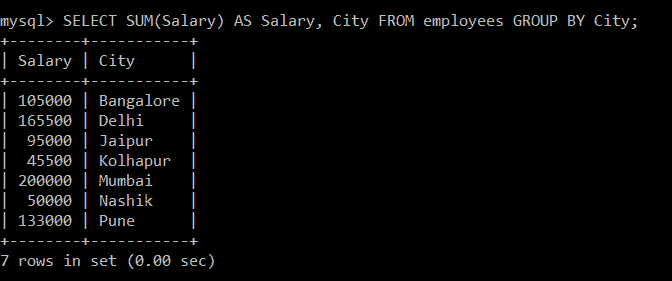 mysql> SELECT SUM(Salary) AS Salary, City FROM employees GROUP BY City;
+--------+-----------+
| Salary | City      |
+--------+-----------+
| 105000 | Bangalore |
| 165500 | Delhi     |
|  95000 | Jaipur    |
|  45500 | Kolhapur  |
| 200000 | Mumbai    |
|  50000 | Nashik    |
| 133000 | Pune      |
+--------+-----------+
7 rows in set (0.00 sec)